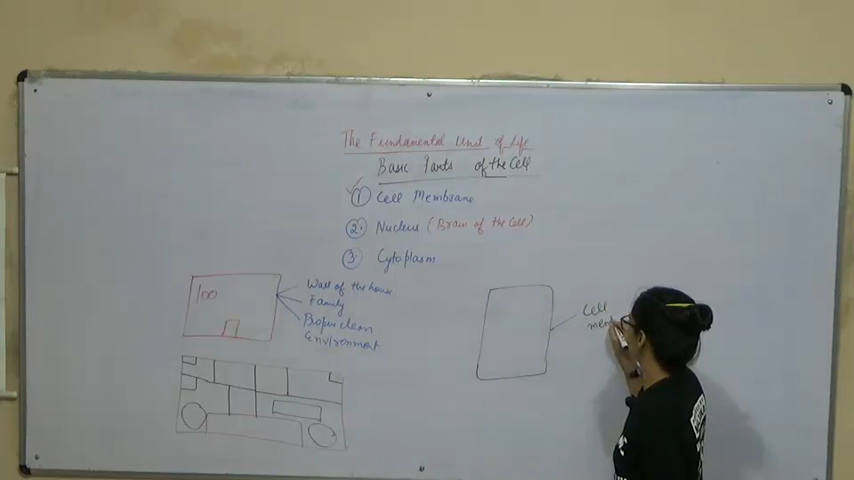 The Fundamental Unit of Life
Basic Parts of the Cell
1 Cell Membrane
2. Nucleus (Brain of the Cell)
3. Cytoplasm
100
Wall of the house
Family
clean
Environment
Cell
mem